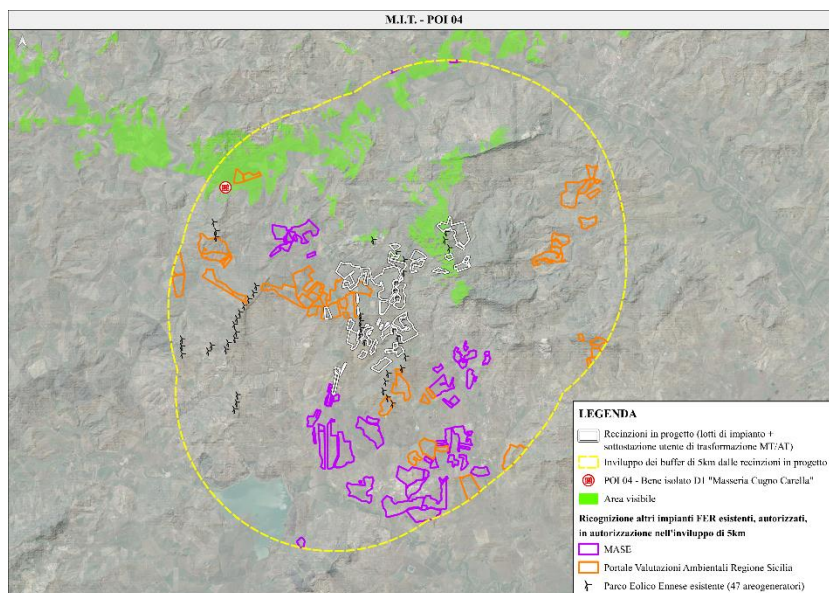 M.I.T. - POI 04
LEGENDA
Recinzioni in progetto (lotti di impianto +
sottostazione utente di trasformazione MT/AT)
Inviluppo dei buffer di 5km dalle recinzioni in progetto
POI 04 - Bene isolato D1 "Masseria Cugno Carella"
Area visibile
Ricognizione altri impianti FER esistenti, autorizzati,
in autorizzazione nell'inviluppo di 5km
MASE
Portale Valutazioni Ambientali Regione Sicilia
Parco Eolico Ennese esistente (47 areogeneratori)